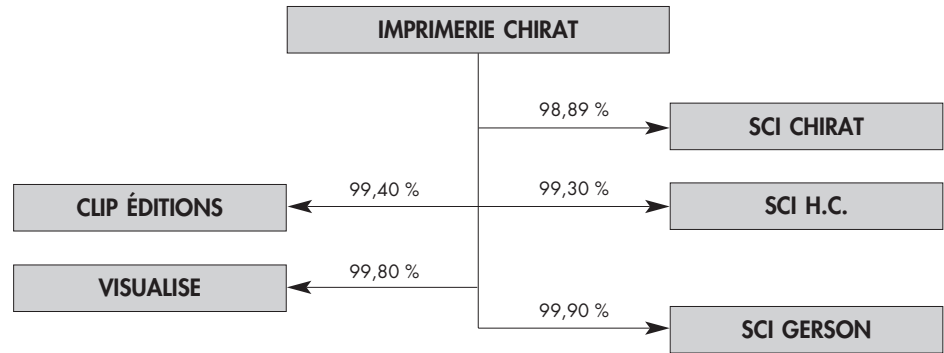 IMPRIMERIE CHIRAT
98,89 %
SCI CHIRAT
99,40 %
99,30 %
CLIP ÉDITIONS
SCI H.C.
99,80 %
VISUALISE
99,90 %
SCI GERSON